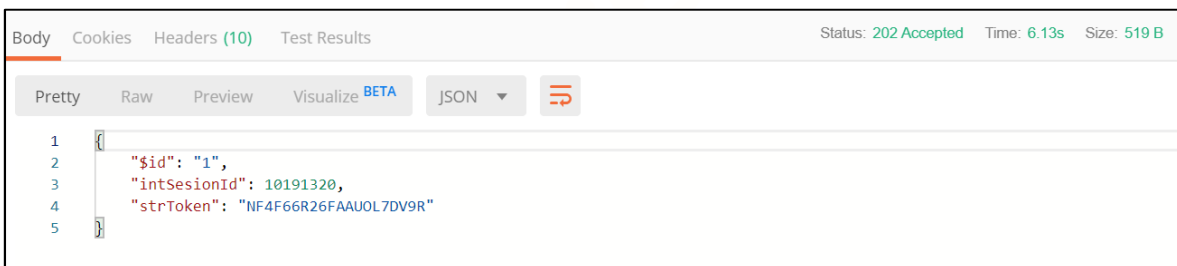 Body Cookies Headers (10) Test Results Status: 202 Accepted Time: 6.13s Size: 519 B
Pretty Raw Preview Visualize BETA JSON
1 {
2 "$id": "1",
3 "intSesionId": 10191320,
4 "strToken": "NF4F66R26FAAUOL7DV9R"
5 }